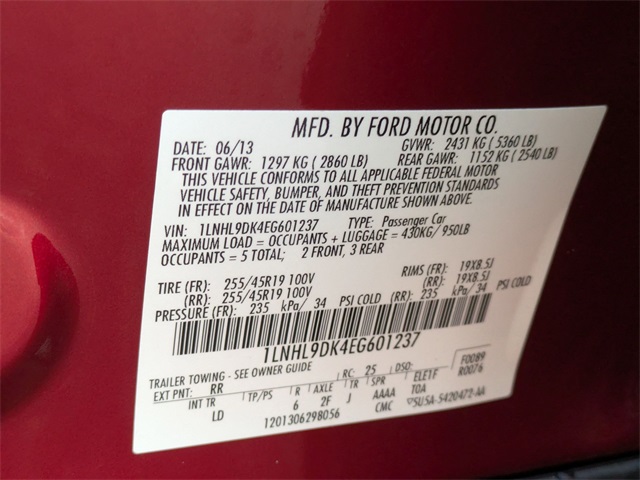 MFD. BY FORD MOTOR CO.
DATE: 06/13 GVWR: 2431 KG ( 5360 LB)
FRONT GAWR: 1297 KG ( 2860 LB) REAR GAWR: 1152 KG ( 2540 LB)
THIS VEHICLE CONFORMS TO ALL APPLICABLE FEDERAL MOTOR
VEHICLE SAFETY, BUMPER, AND THEFT PREVENTION STANDARDS
IN EFFECT ON THE DATE OF MANUFACTURE SHOWN ABOVE.
VIN: 1LNHL9DK4EG601237 TYPE: Passenger Car
MAXIMUM LOAD = OCCUPANTS + LUGGAGE = 430KG/ 950LB
OCCUPANTS = 5 TOTAL; 2 FRONT, 3 REAR
TIRE (FR): 255/45R19 100V RIMS (FR): 19X8.5J
(RR): 255/45R19 100V (RR): 19X8.5J
PRESSURE (FR): 235 kPa/ 34 PSI COLD (RR): 235 kPa/ 34 PSI COLD
1LNHL9DK4EG601237
TRAILER TOWING - SEE OWNER GUIDE RC: 25 DSO: F0089
EXT PNT: RR R0076
INT TR TP/PS R AXLE TR SPR ELE1F
LD 6 2F J AAAA TOA
1201306298056 CMC 5U5A-5420472-AA